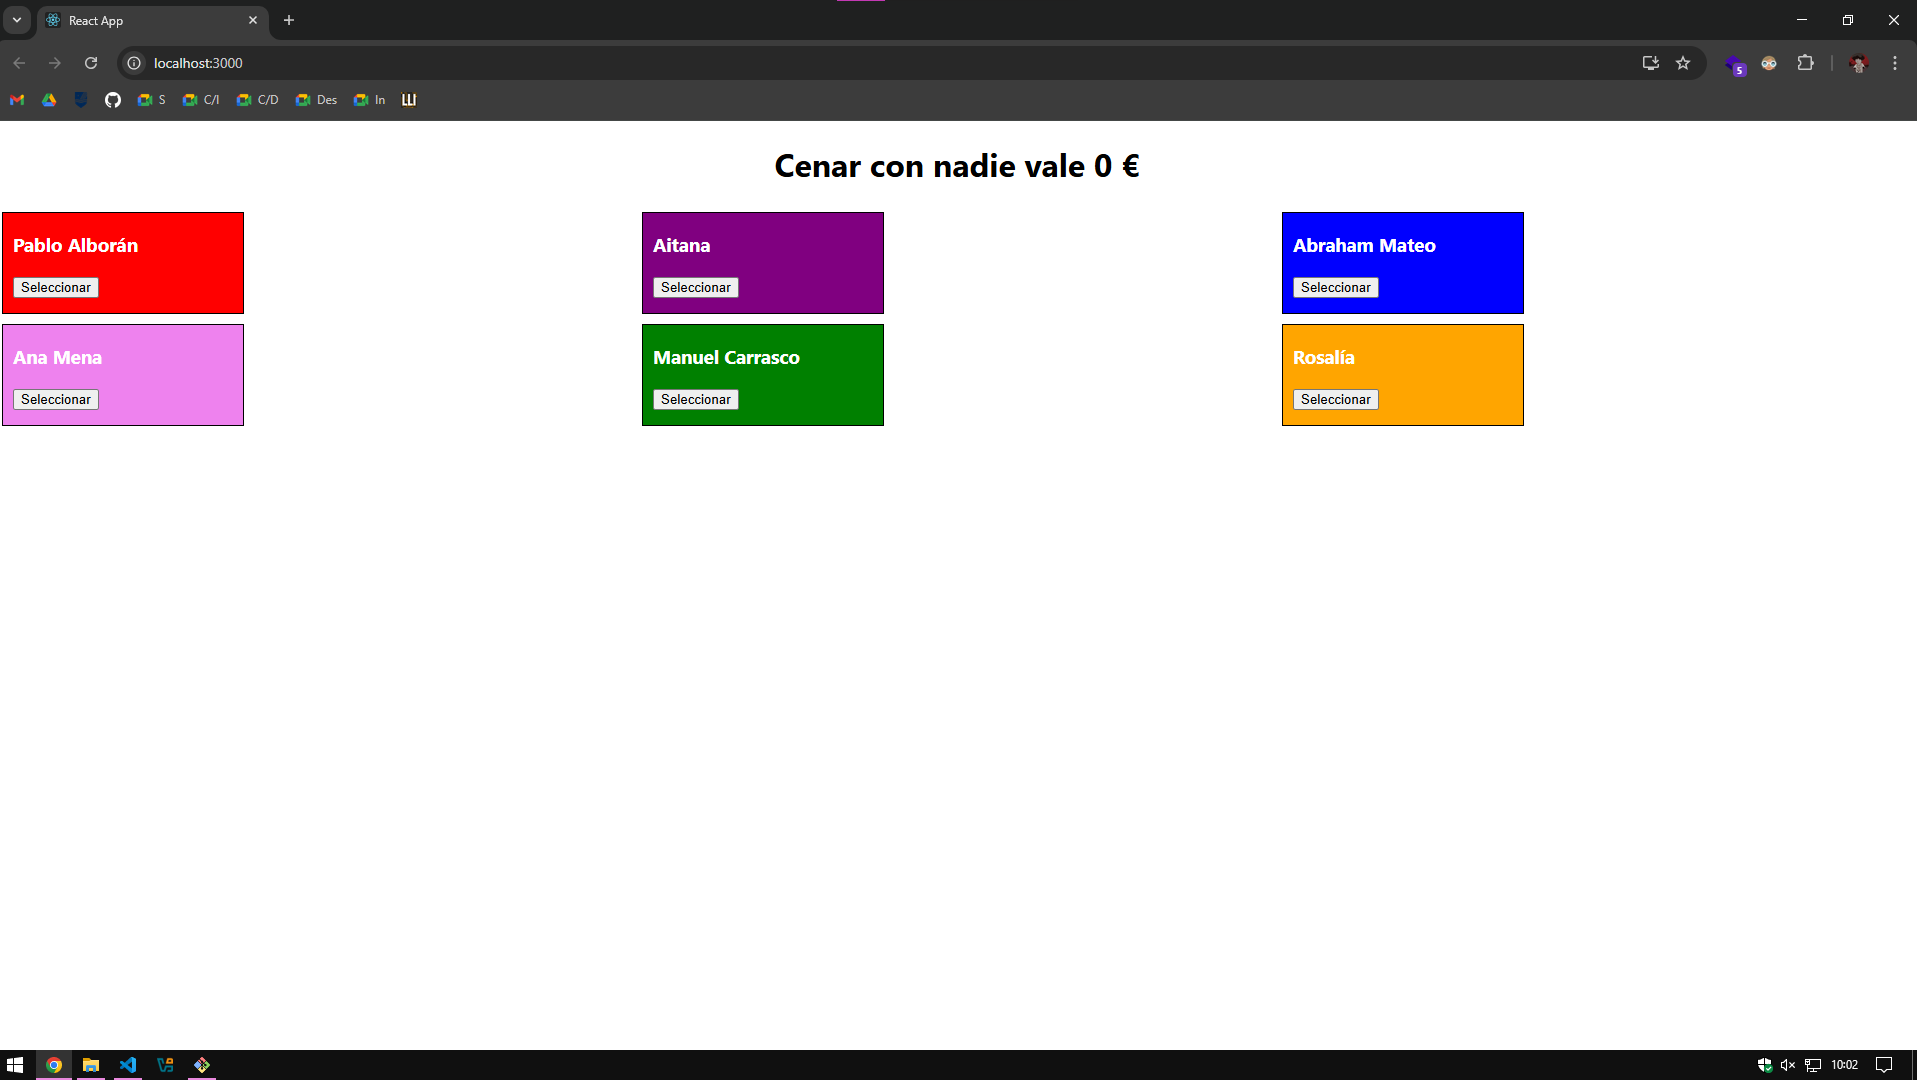 React App
localhost:3000
5
S
C/I
C/D
Des
In
Cenar con nadie vale 0 €
Pablo Alborán
Seleccionar
Aitana
Seleccionar
Abraham Mateo
Seleccionar
Ana Mena
Seleccionar
Manuel Carrasco
Seleccionar
Rosalía
Seleccionar
10:02